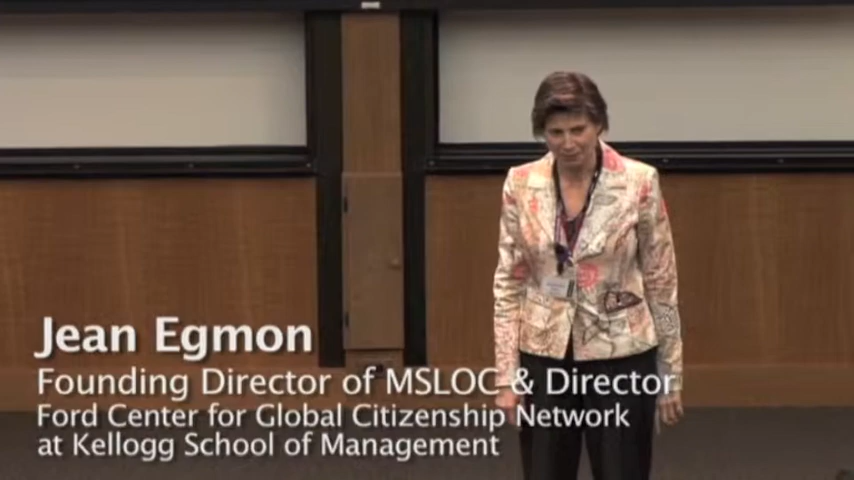 Jean Egmon
Founding Director of MSLOC & Director
Ford Center for Global Citizenship Network
at Kellogg School of Management